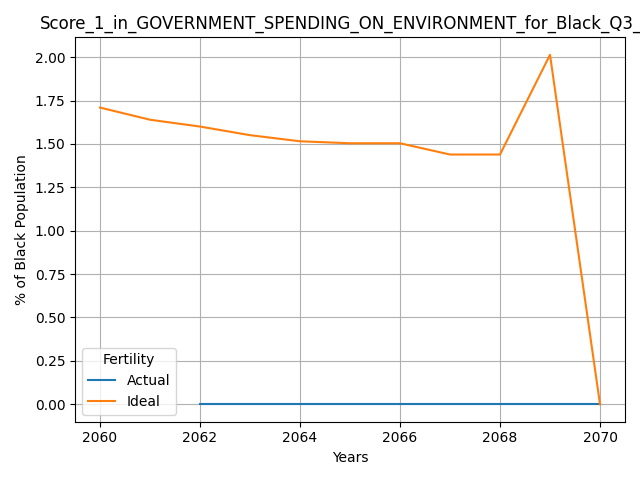 Score_1_in_GOVERNMENT_SPENDING_ON_ENVIRONMENT_for_Black_Q3_
2.00
1.75
1.50
1.25
1.00
0.75
0.50
0.25
0.00
% of Black Population
Fertility
Actual
Ideal
2060 2062 2064 2066 2068 2070
Years